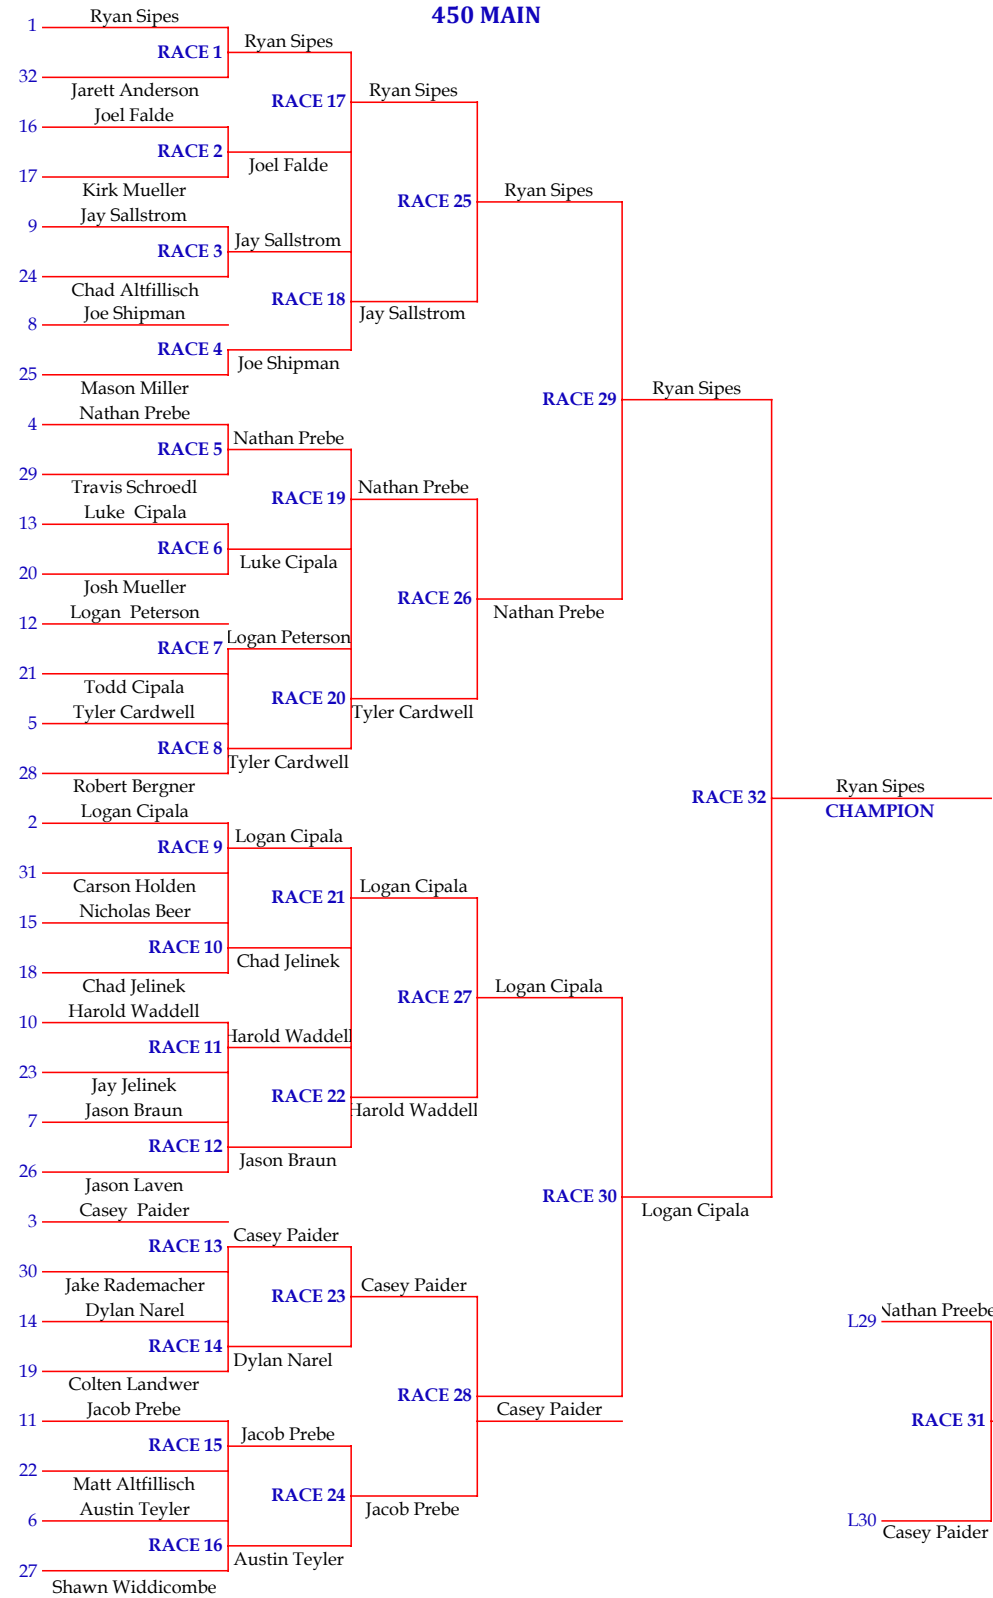 450 MAIN
1 Ryan Sipes
RACE 1 Ryan Sipes
32
Jarett Anderson
RACE 17 Ryan Sipes
Joel Falde
16
RACE 2
Joel Falde
17
Kirk Mueller
RACE 25 Ryan Sipes
Jay Sallstrom
9
RACE 3 Jay Sallstrom
24
Chad Altfillisch
RACE 18
Jay Sallstrom
Joe Shipman
8
RACE 4
Joe Shipman
25
Mason Miller
RACE 29 Ryan Sipes
Nathan Prebe
4
RACE 5 Nathan Prebe
29
Travis Schroedl
RACE 19 Nathan Prebe
Luke Cipala
13
RACE 6
Luke Cipala
20
Josh Mueller
RACE 26
Nathan Prebe
Logan Peterson
12
RACE 7 Logan Peterson
21
Todd Cipala
RACE 20
Tyler Cardwell
Tyler Cardwell
5
RACE 8
Tyler Cardwell
28
Robert Bergner
RACE 32 Ryan Sipes
CHAMPION
Logan Cipala
2
RACE 9 Logan Cipala
31
Carson Holden
RACE 21 Logan Cipala
Nicholas Beer
15
RACE 10
Chad Jelinek
18
Chad Jelinek
RACE 27 Logan Cipala
Harold Waddell
10
RACE 11 Harold Waddell
23
Jay Jelinek
RACE 22
Harold Waddell
Jason Braun
7
RACE 12
Jason Braun
26
Jason Laven
RACE 30
Logan Cipala
Casey Paider
3
RACE 13 Casey Paider
30
Jake Rademacher
RACE 23 Casey Paider
Dylan Narel
14
L29 Nathan Preebe
RACE 14
Dylan Narel
19
Colten Landwer
RACE 28
Casey Paider
Jacob Prebe
11
RACE 31
RACE 15 Jacob Prebe
22
Matt Altfillisch
RACE 24
Jacob Prebe
Austin Teyler
6
L30
Casey Paider
RACE 16
Austin Teyler
27
Shawn Widdicombe